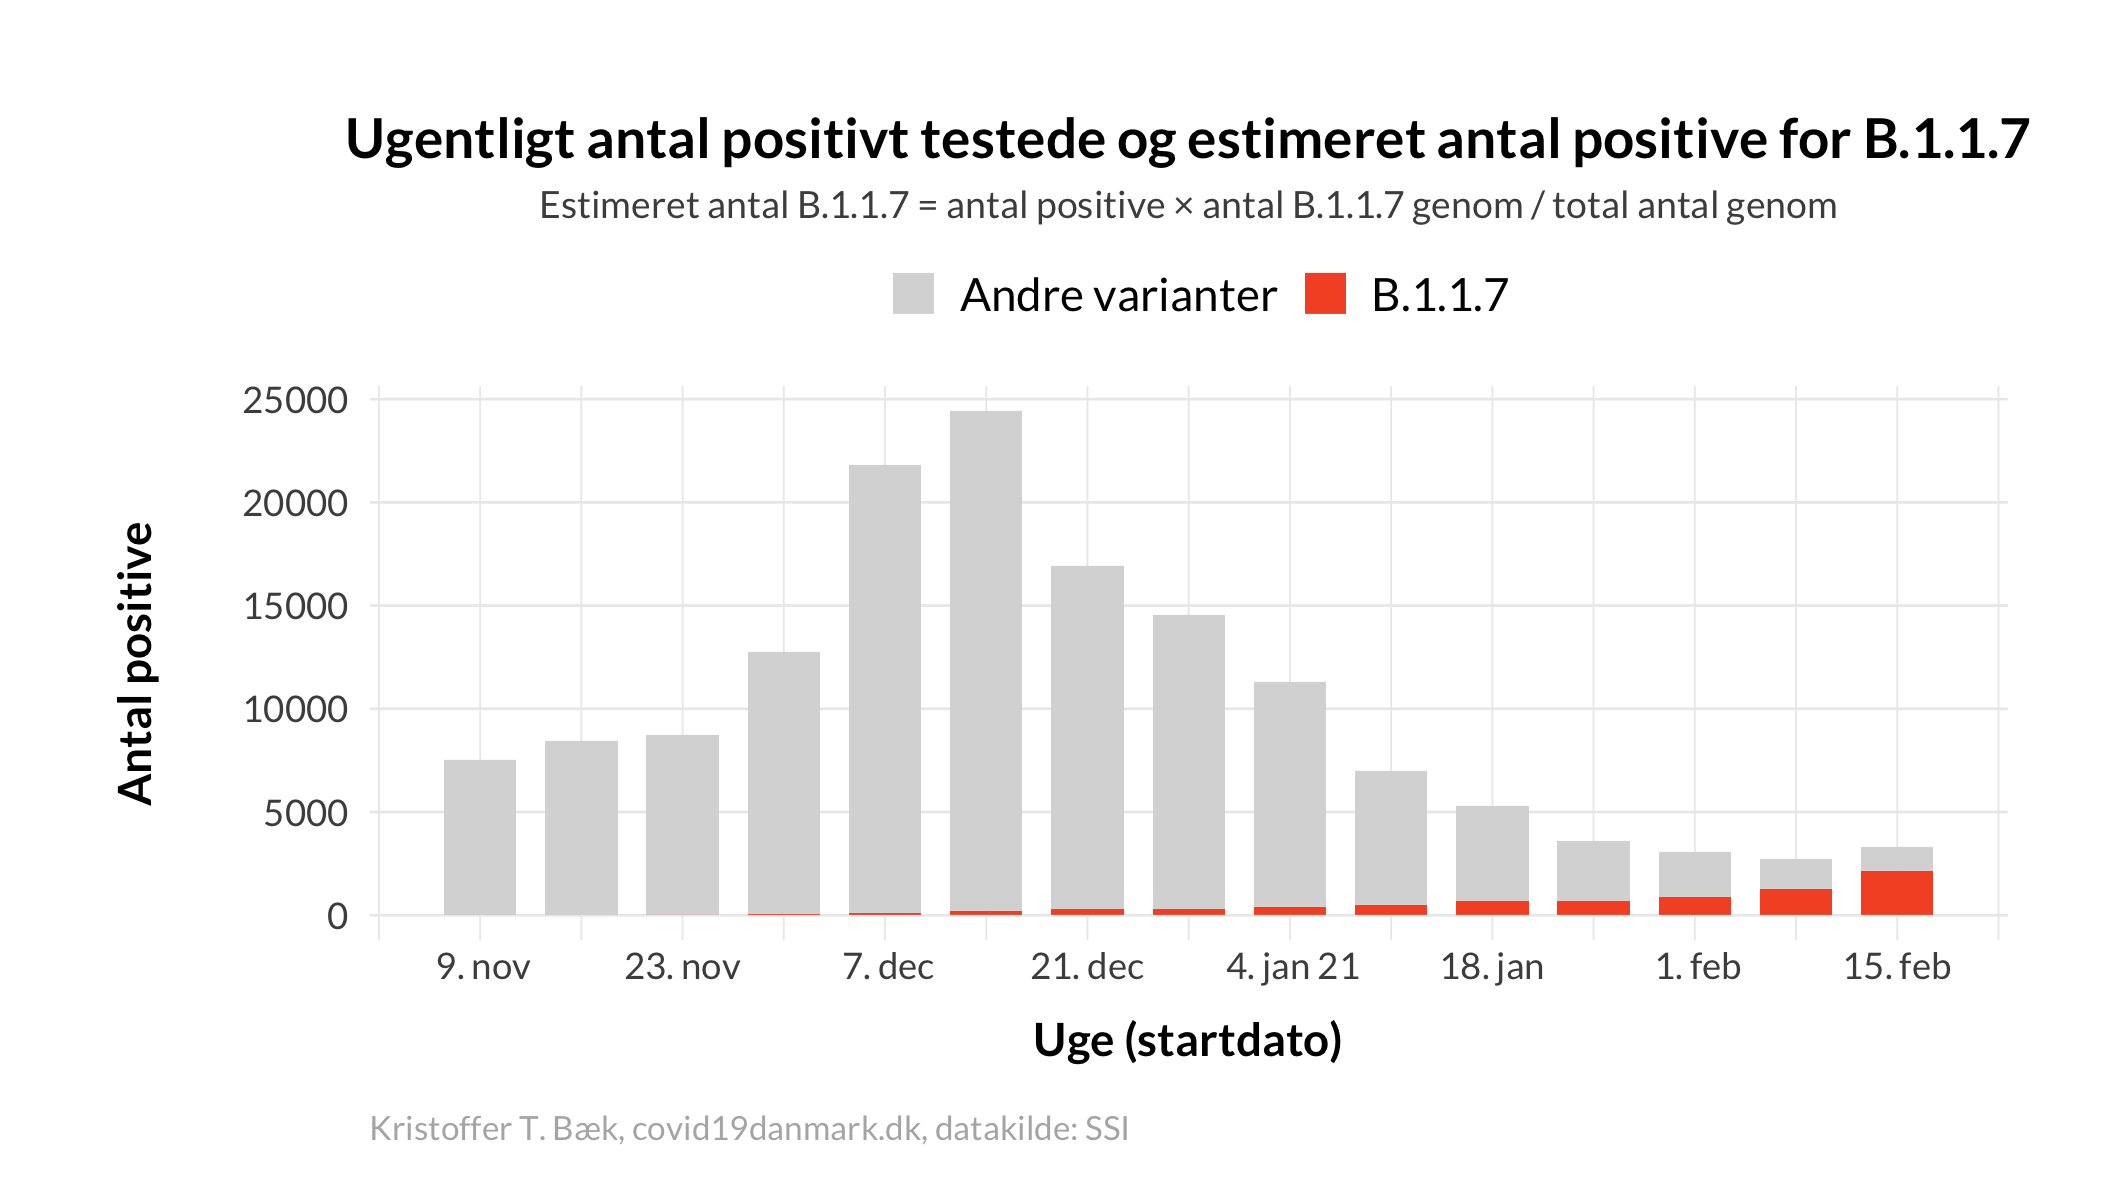 Ugentligt antal positivt testede og estimeret antal positive for B.1.1.7
Estimeret antal B.1.1.7 = antal positive × antal B.1.1.7 genom / total antal genom
Andre varianter B.1.1.7
Antal positive
25000
20000
15000
10000
5000
0
9. nov 23. nov 7. dec 21. dec 4. jan 21 18. jan 1. feb 15. feb
Uge (startdato)
Kristoffer T. Bæk, covid19danmark.dk, datakilde: SSI